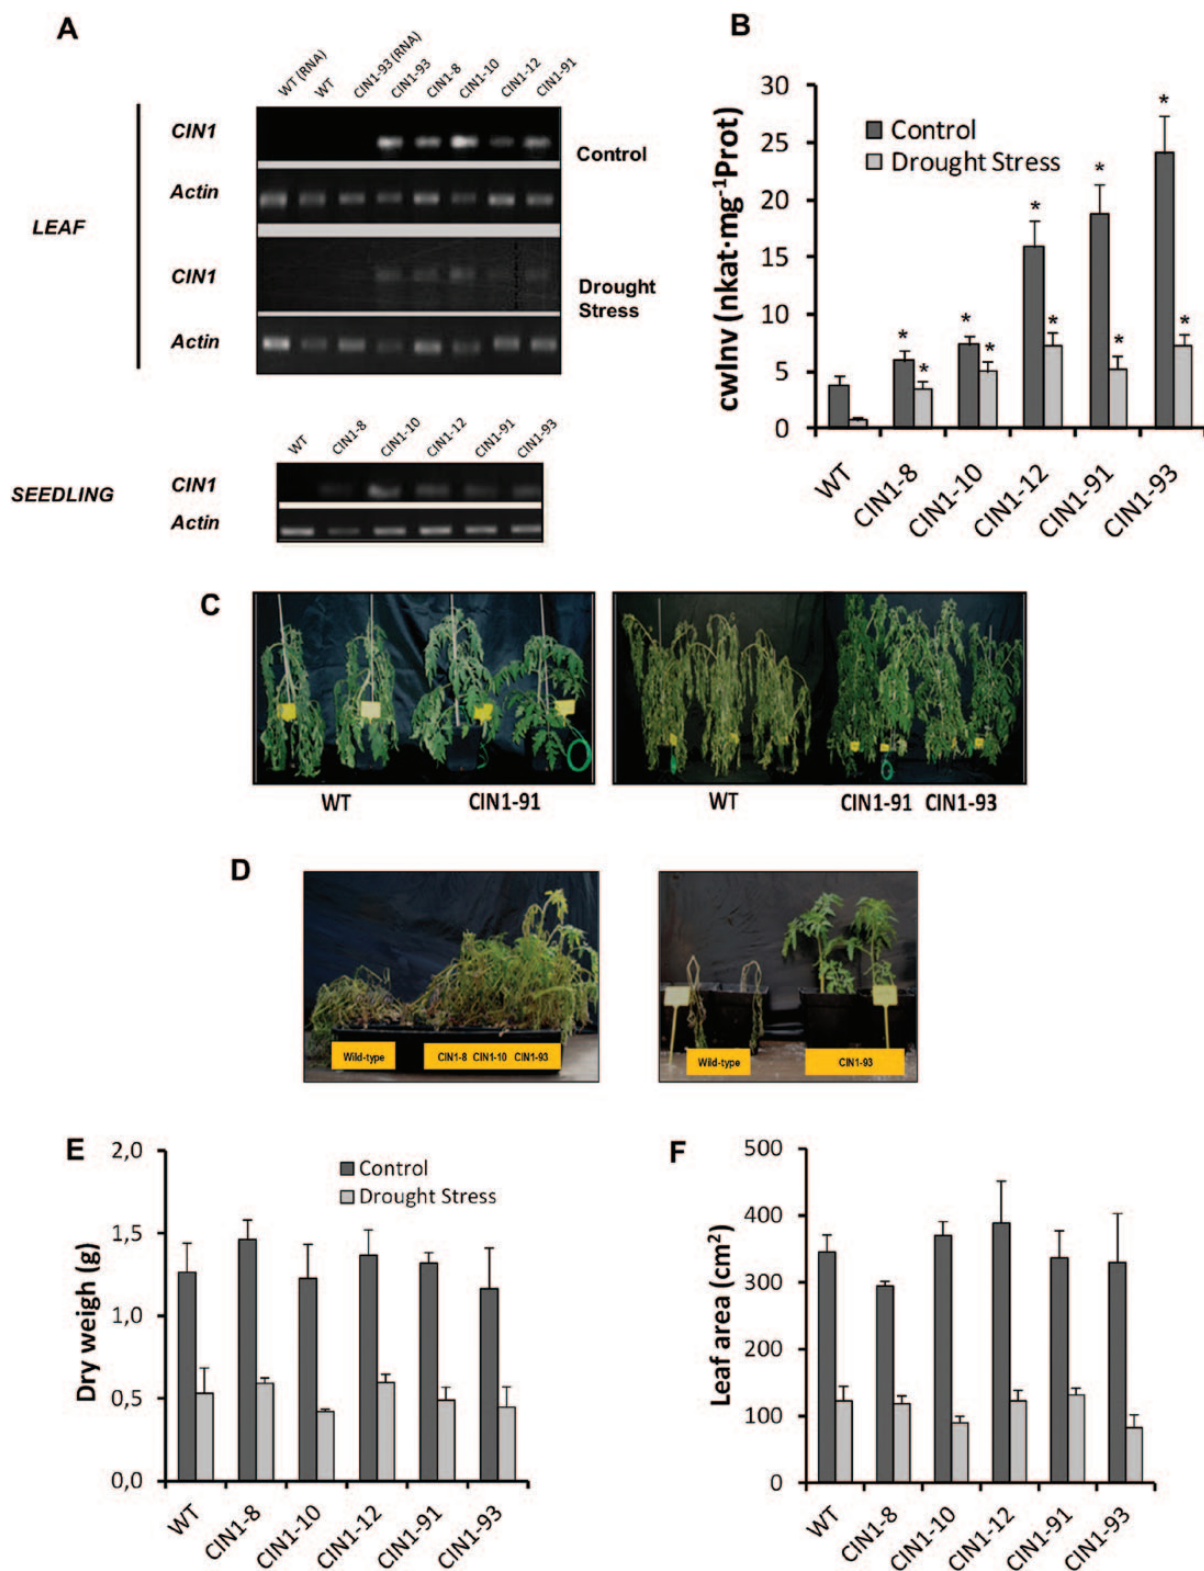 A
WT (RNA)
WT
CIN1-93 (RNA)
CIN1-93
CIN1-8
CIN1-10
CIN1-12
CIN1-91
LEAF
CIN1
Control
Actin
CIN1
Drought
Stress
Actin
WT
CIN1-8
CIN1-10
CIN1-12
CIN1-91
CIN1-93
SEEDLING
CIN1
Actin
B
cwInv (nkat·mg⁻¹Prot)
30
25
20
15
10
5
0
Control
Drought Stress
*
*
*
*
*
*
*
*
*
*
WT
CIN1-8
CIN1-10
CIN1-12
CIN1-91
CIN1-93
C
WT
CIN1-91
WT
CIN1-91 CIN1-93
D
Wild-type
CIN1-8 CIN1-10 CIN1-93
Wild-type
CIN1-93
E
Dry weigh (g)
2,0
1,5
1,0
0,5
0,0
Control
Drought Stress
WT
CIN1-8
CIN1-10
CIN1-12
CIN1-91
CIN1-93
F
Leaf area (cm²)
500
400
300
200
100
0
WT
CIN1-8
CIN1-10
CIN1-12
CIN1-91
CIN1-93